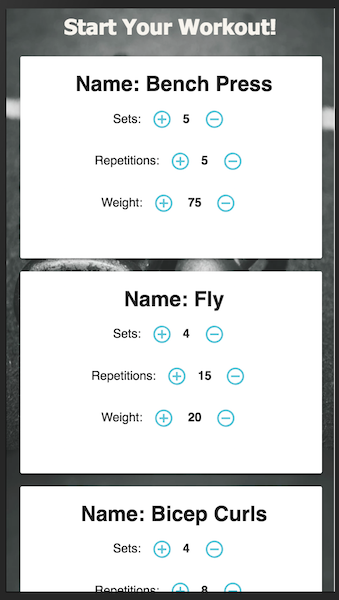 Start Your Workout!
Name: Bench Press
Sets: 5
Repetitions: 5
Weight: 75
Name: Fly
Sets: 4
Repetitions: 15
Weight: 20
Name: Bicep Curls
Sets: 4
Repetitions: 8